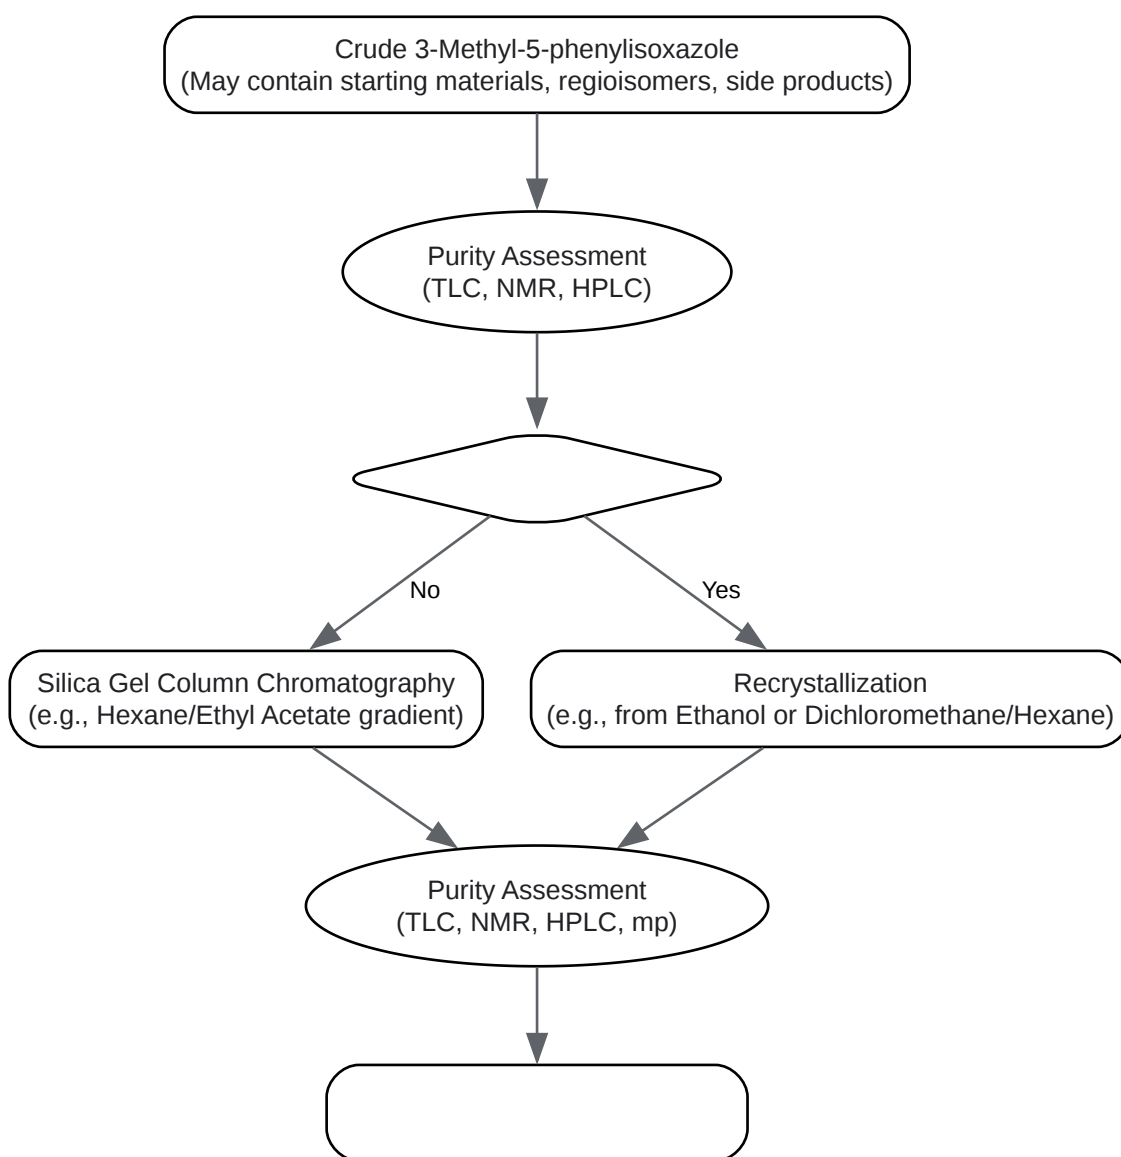 Crude 3-Methyl-5-phenylisoxazole
(May contain starting materials, regioisomers, side products)
Purity Assessment
(TLC, NMR, HPLC)
No
Yes
Silica Gel Column Chromatography
(e.g., Hexane/Ethyl Acetate gradient)
Recrystallization
(e.g., from Ethanol or Dichloromethane/Hexane)
Purity Assessment
(TLC, NMR, HPLC, mp)